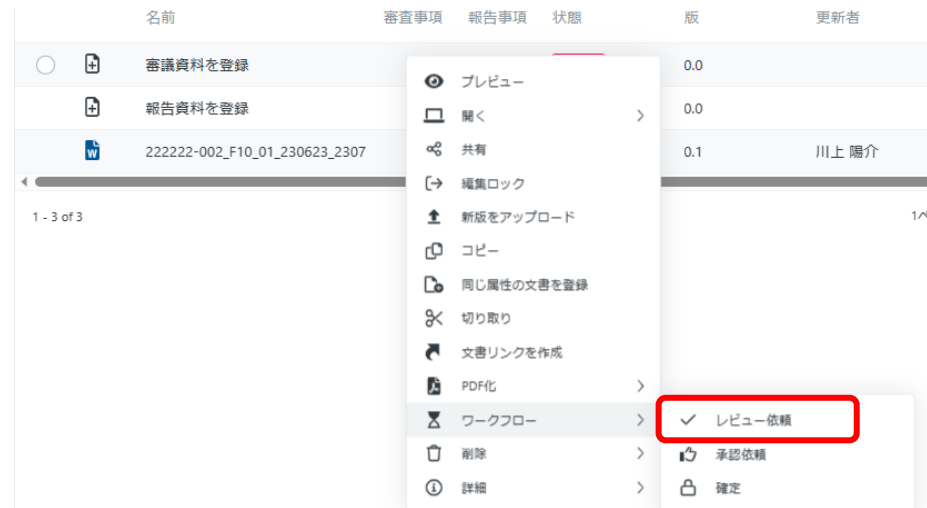 名前 審査事項 報告事項 状態 版 更新者
審議資料を登録 0.0
報告資料を登録 0.0
222222-002_F10_01_230623_2307 0.1 川上 陽介
1 - 3 of 3 1ペ
プレビュー
開く
共有
編集ロック
新版をアップロード
コピー
同じ属性の文書を登録
切り取り
文書リンクを作成
PDF化
ワークフロー
レビュー依頼
削除
承認依頼
詳細
確定